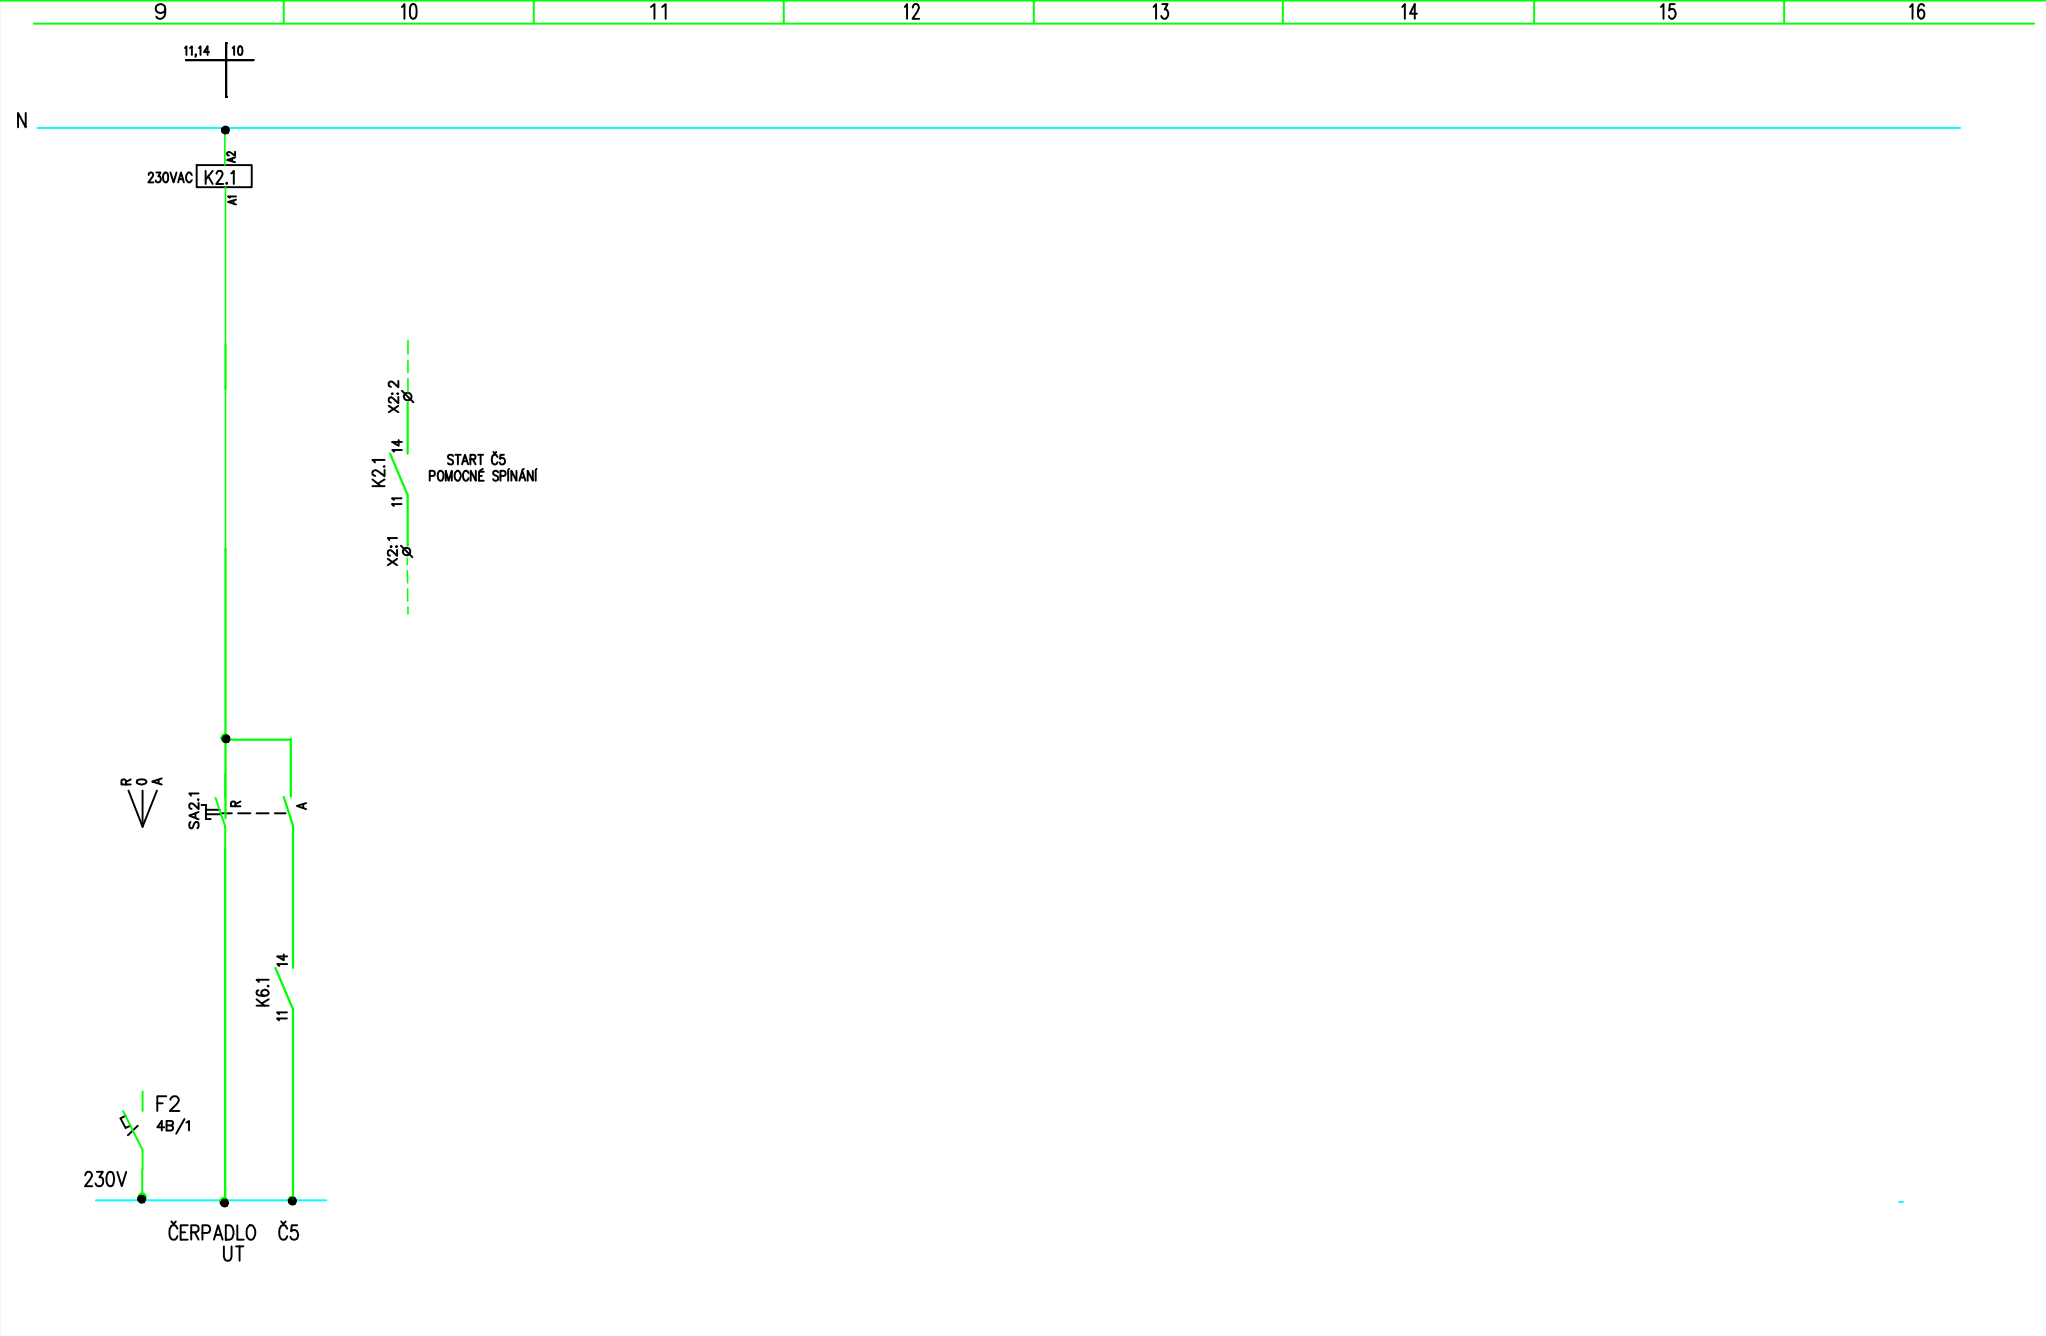 9 10 11 12 13 14 15 16
11,14 10
N
A2
230VAC K2.1
A1
X2:2
14
K2.1
START Č5
POMOCNÉ SPÍNÁNÍ
11
X2:1
R 0 A
SA2.1
R
A
14
K6.1
11
F2
4B/1
230V
ČERPADLO Č5
UT